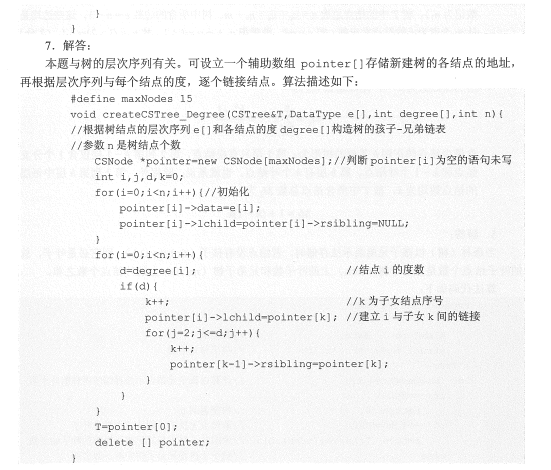 }
}
7．解答：
本题与树的层次序列有关。可设立一个辅助数组 pointer[]存储新建树的各结点的地址，
再根据层次序列与每个结点的度，逐个链接结点。算法描述如下：
#define maxNodes 15
void createCSTree_Degree(CSTree&T,DataType e[],int degree[],int n){
//根据树结点的层次序列 e[]和各结点的度 degree[]构造树的孩子-兄弟链表
//参数 n 是树结点个数
CSNode *pointer=new CSNode[maxNodes];//判断 pointer[i]为空的语句未写
int i,j,d,k=0;
for(i=0;i<n;i++){//初始化
pointer[i]->data=e[i];
pointer[i]->lchild=pointer[i]->rsibling=NULL;
}
for(i=0;i<n;i++){
d=degree[i]; //结点 i 的度数
if(d){
k++; //k 为子女结点序号
pointer[i]->lchild=pointer[k]; //建立 i 与子女 k 间的链接
for(j=2;j<=d;j++){
k++;
pointer[k-1]->rsibling=pointer[k];
}
}
}
T=pointer[0];
delete [] pointer;
}